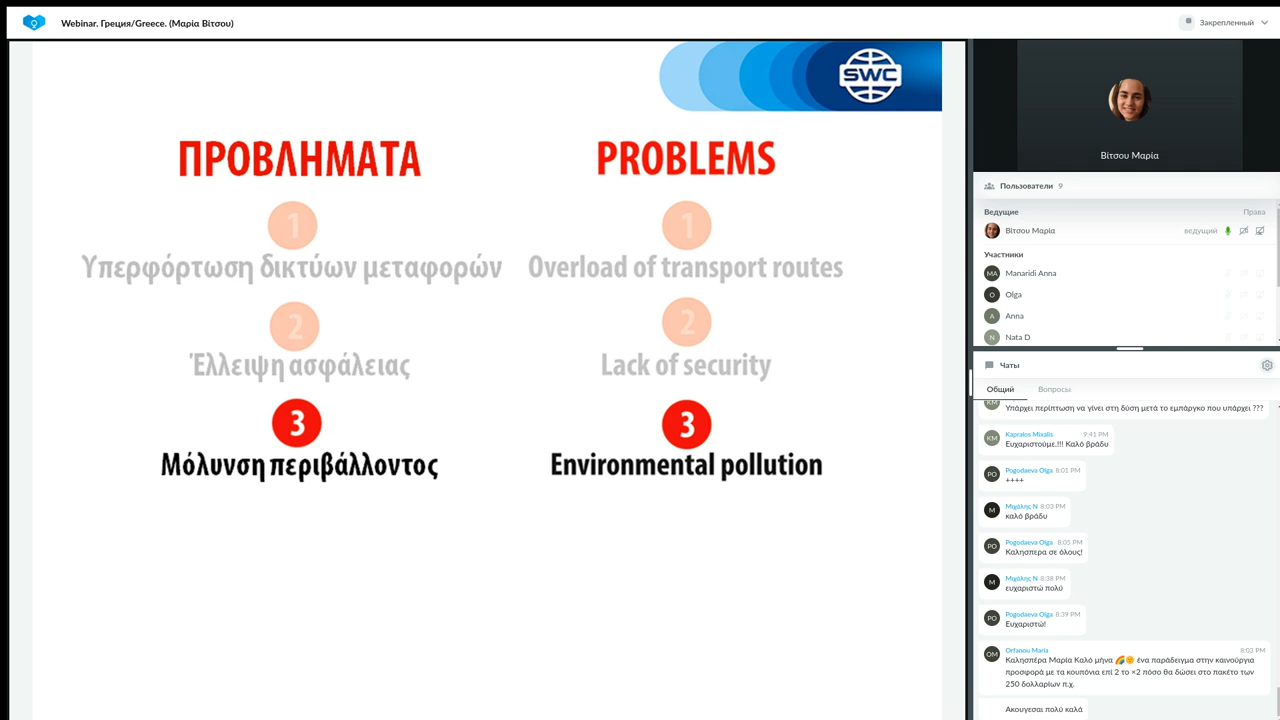 Webinar. Греция/Greece. (Μαρία Βίτσου)
Закрепленный
SWC
ΠΡΟΒΛΗΜΑΤΑ
PROBLEMS
1
1
Υπερφόρτωση δικτύων μεταφορών
Overload of transport routes
2
2
Έλλειψη ασφάλειας
Lack of security
3
3
Μόλυνση περιβάλλοντος
Environmental pollution
Βίτσου Μαρία
Пользователи 9
Ведущие
Права
Βίτσου Μαρία
ведущий
Участники
MA Manaridi Anna
O Olga
A Anna
N Nata D
Чаты
Общий
Вопросы
KM
Υπάρχει περίπτωση να γίνει στη δύση μετά το εμπάργκο που υπάρχει ???
KM Kapralos Mixalis 9:41 PM
Ευχαριστούμε.!!! Καλό βράδυ
PO Pogodaeva Olga 8:01 PM
++++
M Μιχάλης Ν 8:03 PM
καλό βράδυ
PO Pogodaeva Olga 8:05 PM
Καλησπερα σε όλους!
M Μιχάλης Ν 8:38 PM
ευχαριστώ πολύ
PO Pogodaeva Olga 8:39 PM
Ευχαριστώ!
OM Orfanou Maria 8:03 PM
Καλησπέρα Μαρία Καλό μήνα 🌈🌞 ένα παράδειγμα στην καινούργια
προσφορά με τα κουπόνια επί 2 το ×2 πόσο θα δώσει στο πακέτο των
250 δολλαρίων π.χ.
Ακουγεσαι πολύ καλά